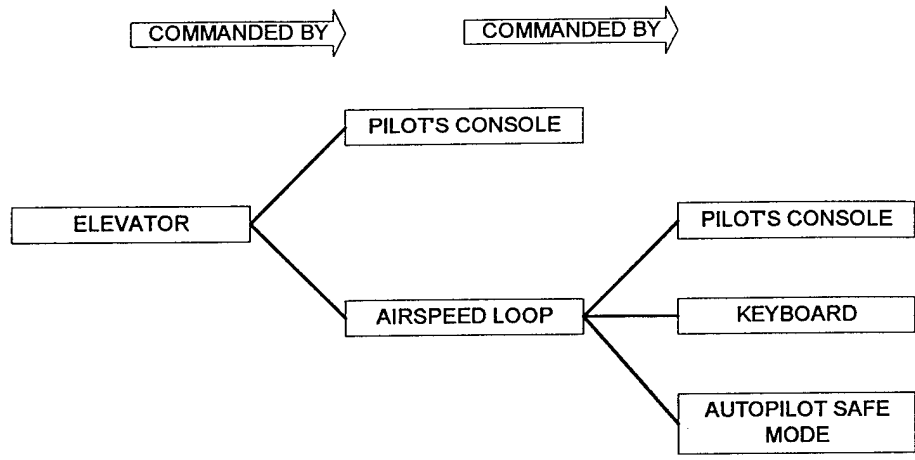 COMMANDED BY
COMMANDED BY
PILOT'S CONSOLE
ELEVATOR
PILOT'S CONSOLE
AIRSPEED LOOP
KEYBOARD
AUTOPILOT SAFE
MODE